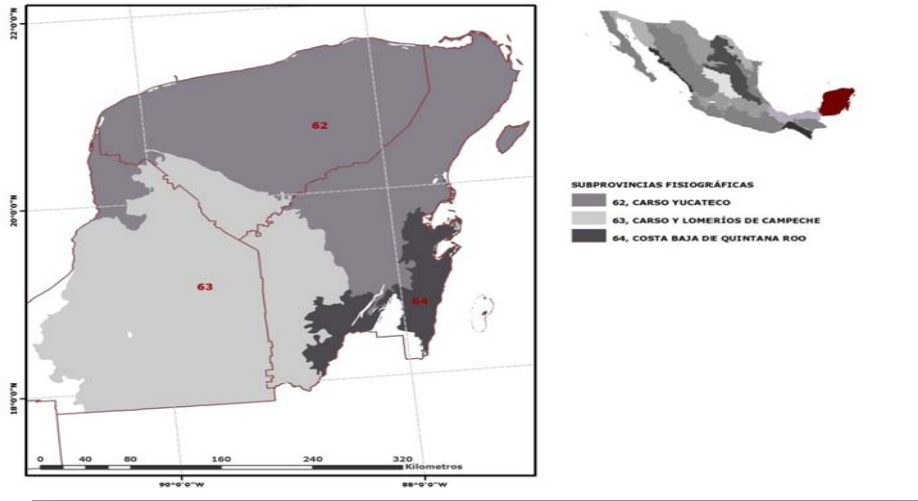 22°0'0"N
20°0'0"N
18°0'0"N
62
63
64
0 40 80 160 240 320
Kilometros
90°0'0"W 88°0'0"W
SUBPROVINCIAS FISIOGRÁFICAS
62, CARSO YUCATECO
63, CARSO Y LOMERÍOS DE CAMPECHE
64, COSTA BAJA DE QUINTANA ROO